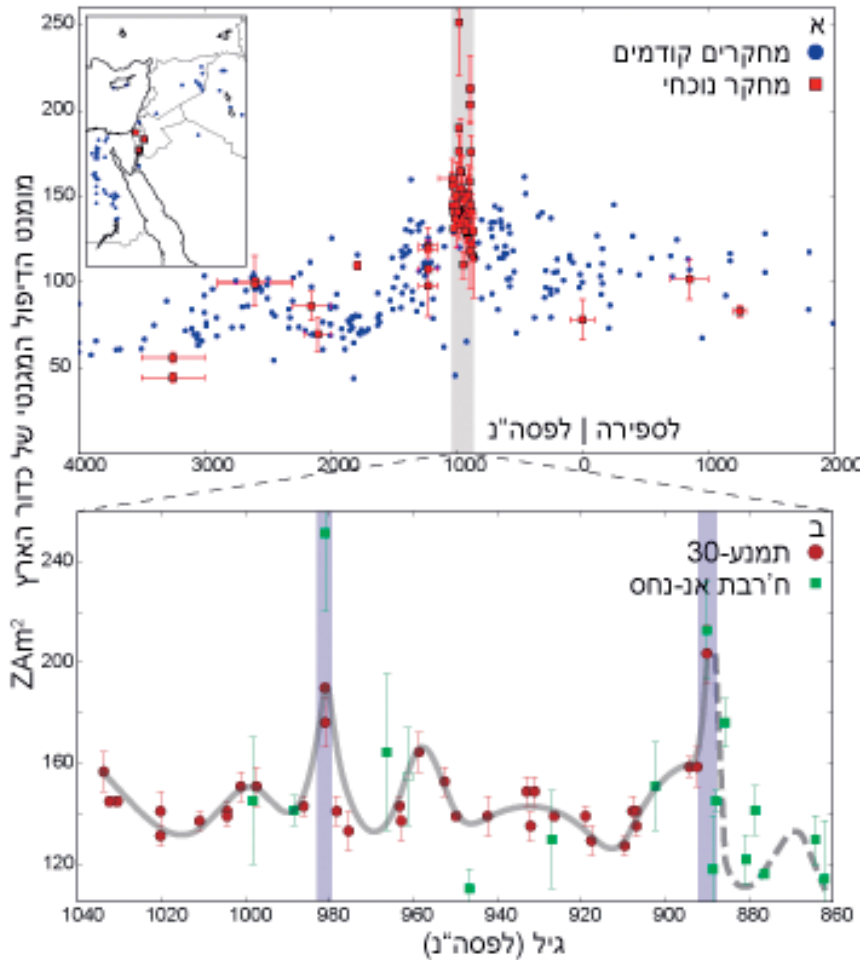 מומנט הדיפול המגנטי של כדור הארץ ZAm²
א
מחקרים קודמים
מחקר נוכחי
250
200
150
100
50
לפסה"נ | לספירה
4000 3000 2000 1000 0 1000 2000
ב
תמנע-30
ח'רבת אנ-נחס
240
200
160
120
1040 1020 1000 980 960 940 920 900 880 860
גיל (לפסה"נ)